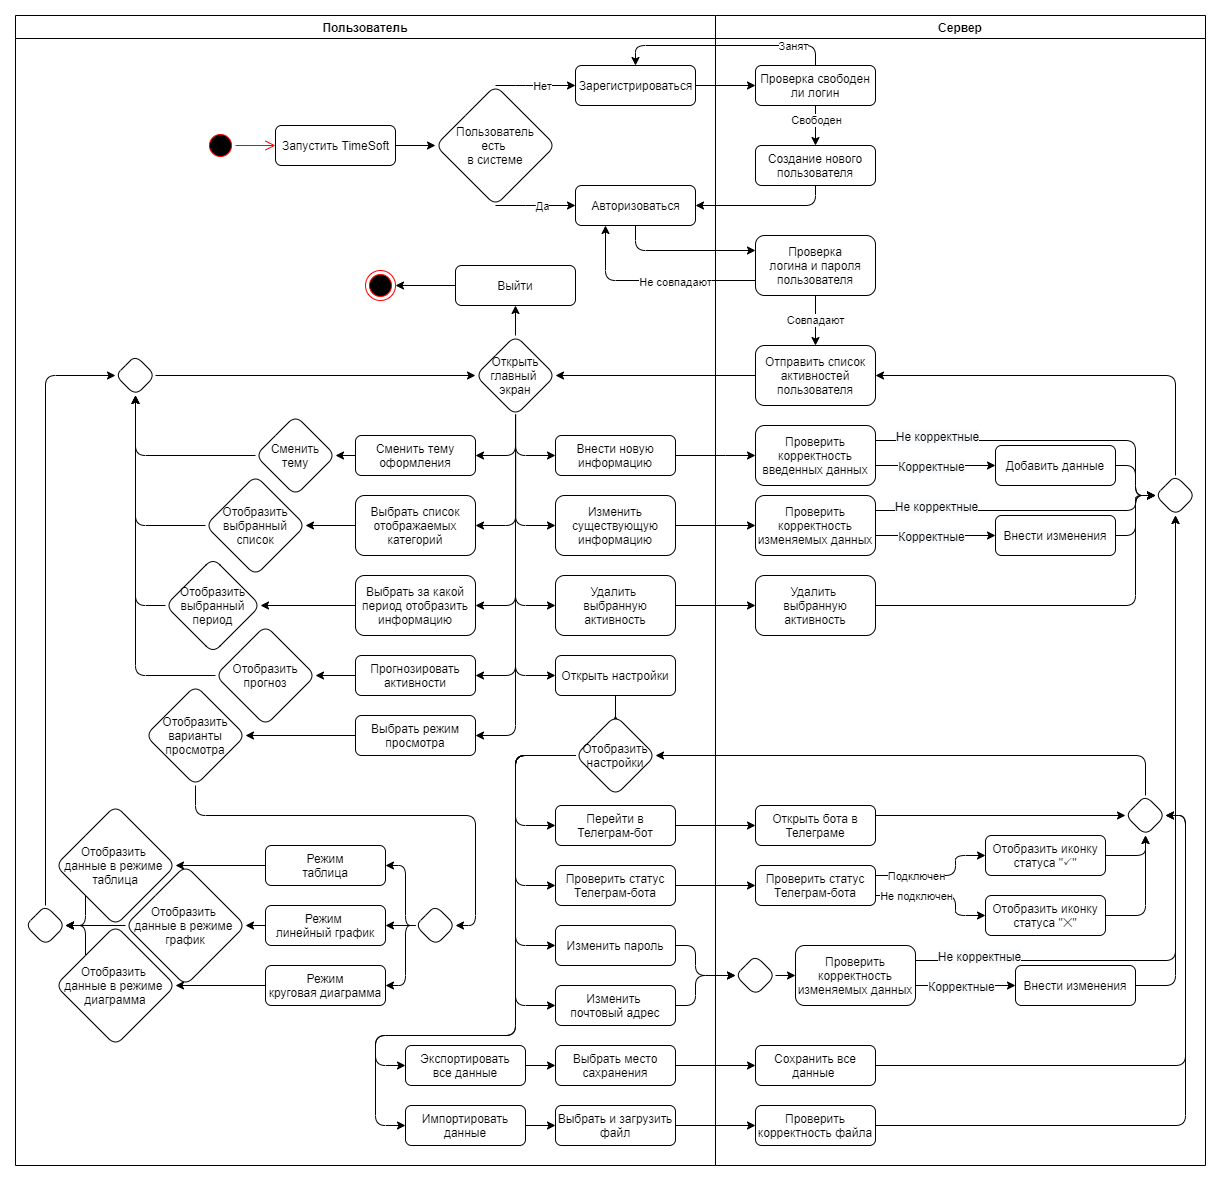 Пользователь
Сервер
Занят
Зарегистрироваться
Проверка свободен
ли логин
Нет
Свободен
Запустить TimeSoft
Пользователь
есть
в системе
Создание нового
пользователя
Да
Авторизоваться
Проверка
логина и пароля
пользователя
Не совпадают
Выйти
Совпадают
Открыть
главный
экран
Отправить список
активностей
пользователя
Сменить
тему
Сменить тему
оформления
Внести новую
информацию
Проверить
корректность
введенных данных
Не корректные
Корректные
Добавить данные
Отобразить
выбранный
список
Выбрать список
отображаемых
категорий
Изменить
существующую
информацию
Проверить
корректность
изменяемых данных
Не корректные
Корректные
Внести изменения
Отобразить
выбранный
период
Выбрать за какой
период отобразить
информацию
Удалить
выбранную
активность
Удалить
выбранную
активность
Отобразить
прогноз
Прогнозировать
активности
Открыть настройки
Отобразить
варианты
просмотра
Выбрать режим
просмотра
Отобразить
настройки
Перейти в
Телеграм-бот
Открыть бота в
Телеграме
Отобразить
данные в режиме
таблица
Режим
таблица
Проверить статус
Телеграм-бота
Проверить статус
Телеграм-бота
Подключен
Не подключен
Отобразить иконку
статуса "✓"
Отобразить иконку
статуса "✕"
Отобразить
данные в режиме
график
Режим
линейный график
Изменить пароль
Отобразить
данные в режиме
диаграмма
Режим
круговая диаграмма
Изменить
почтовый адрес
Проверить
корректность
изменяемых данных
Не корректные
Корректные
Внести изменения
Экспортировать
все данные
Выбрать место
сахранения
Сохранить все
данные
Импортировать
данные
Выбрать и загрузить
файл
Проверить
корректность файла